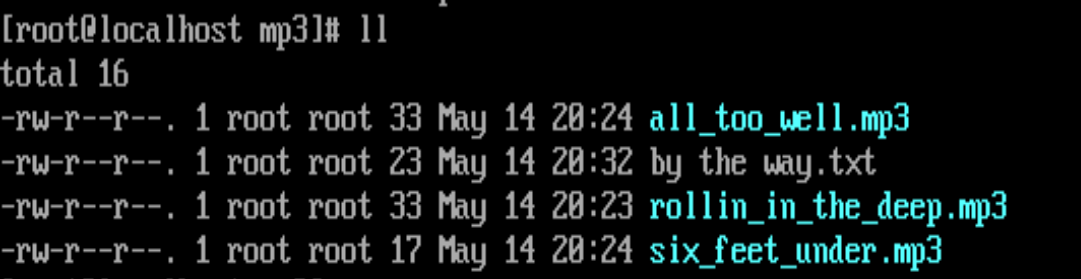 [root@localhost mp3]# ll
total 16
-rw-r--r--. 1 root root 33 May 14 20:24 all_too_well.mp3
-rw-r--r--. 1 root root 23 May 14 20:32 by the way.txt
-rw-r--r--. 1 root root 33 May 14 20:23 rollin_in_the_deep.mp3
-rw-r--r--. 1 root root 17 May 14 20:24 six_feet_under.mp3